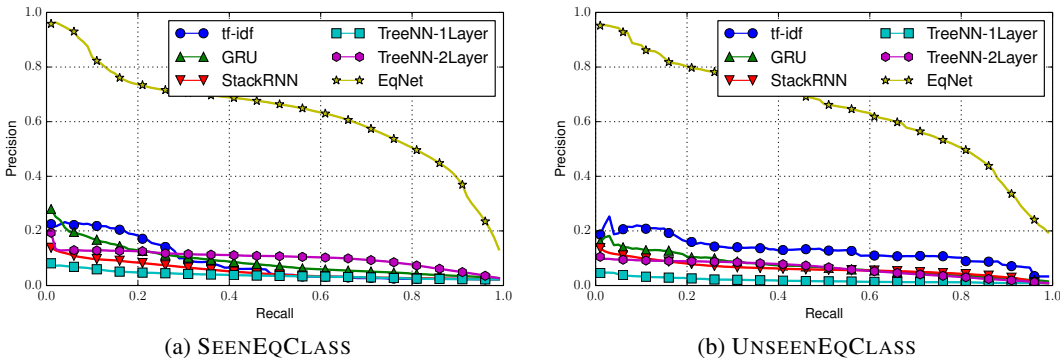 1.0
0.8
0.6
0.4
0.2
0.0
Precision
tf-idf
GRU
StackRNN
TreeNN-1Layer
TreeNN-2Layer
EqNet
0.0 0.2 0.4 0.6 0.8 1.0
Recall
(a) SEENEQCLASS
1.0
0.8
0.6
0.4
0.2
0.0
Precision
tf-idf
GRU
StackRNN
TreeNN-1Layer
TreeNN-2Layer
EqNet
0.0 0.2 0.4 0.6 0.8 1.0
Recall
(b) UNSEENEQCLASS